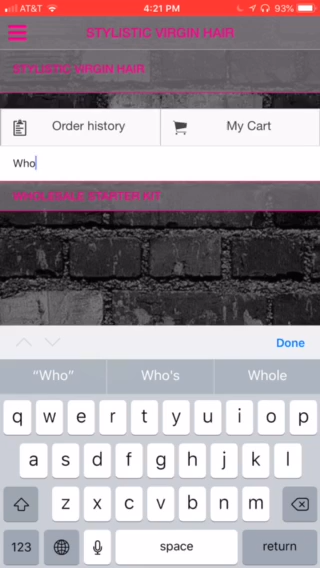 AT&T 4:21 PM 93%
STYLISTIC VIRGIN HAIR
STYLISTIC VIRGIN HAIR
Order history My Cart
Who
WHOLESALE STARTER KIT
Done
“Who” Who's Whole
q w e r t y u i o p
a s d f g h j k l
z x c v b n m
123 space return